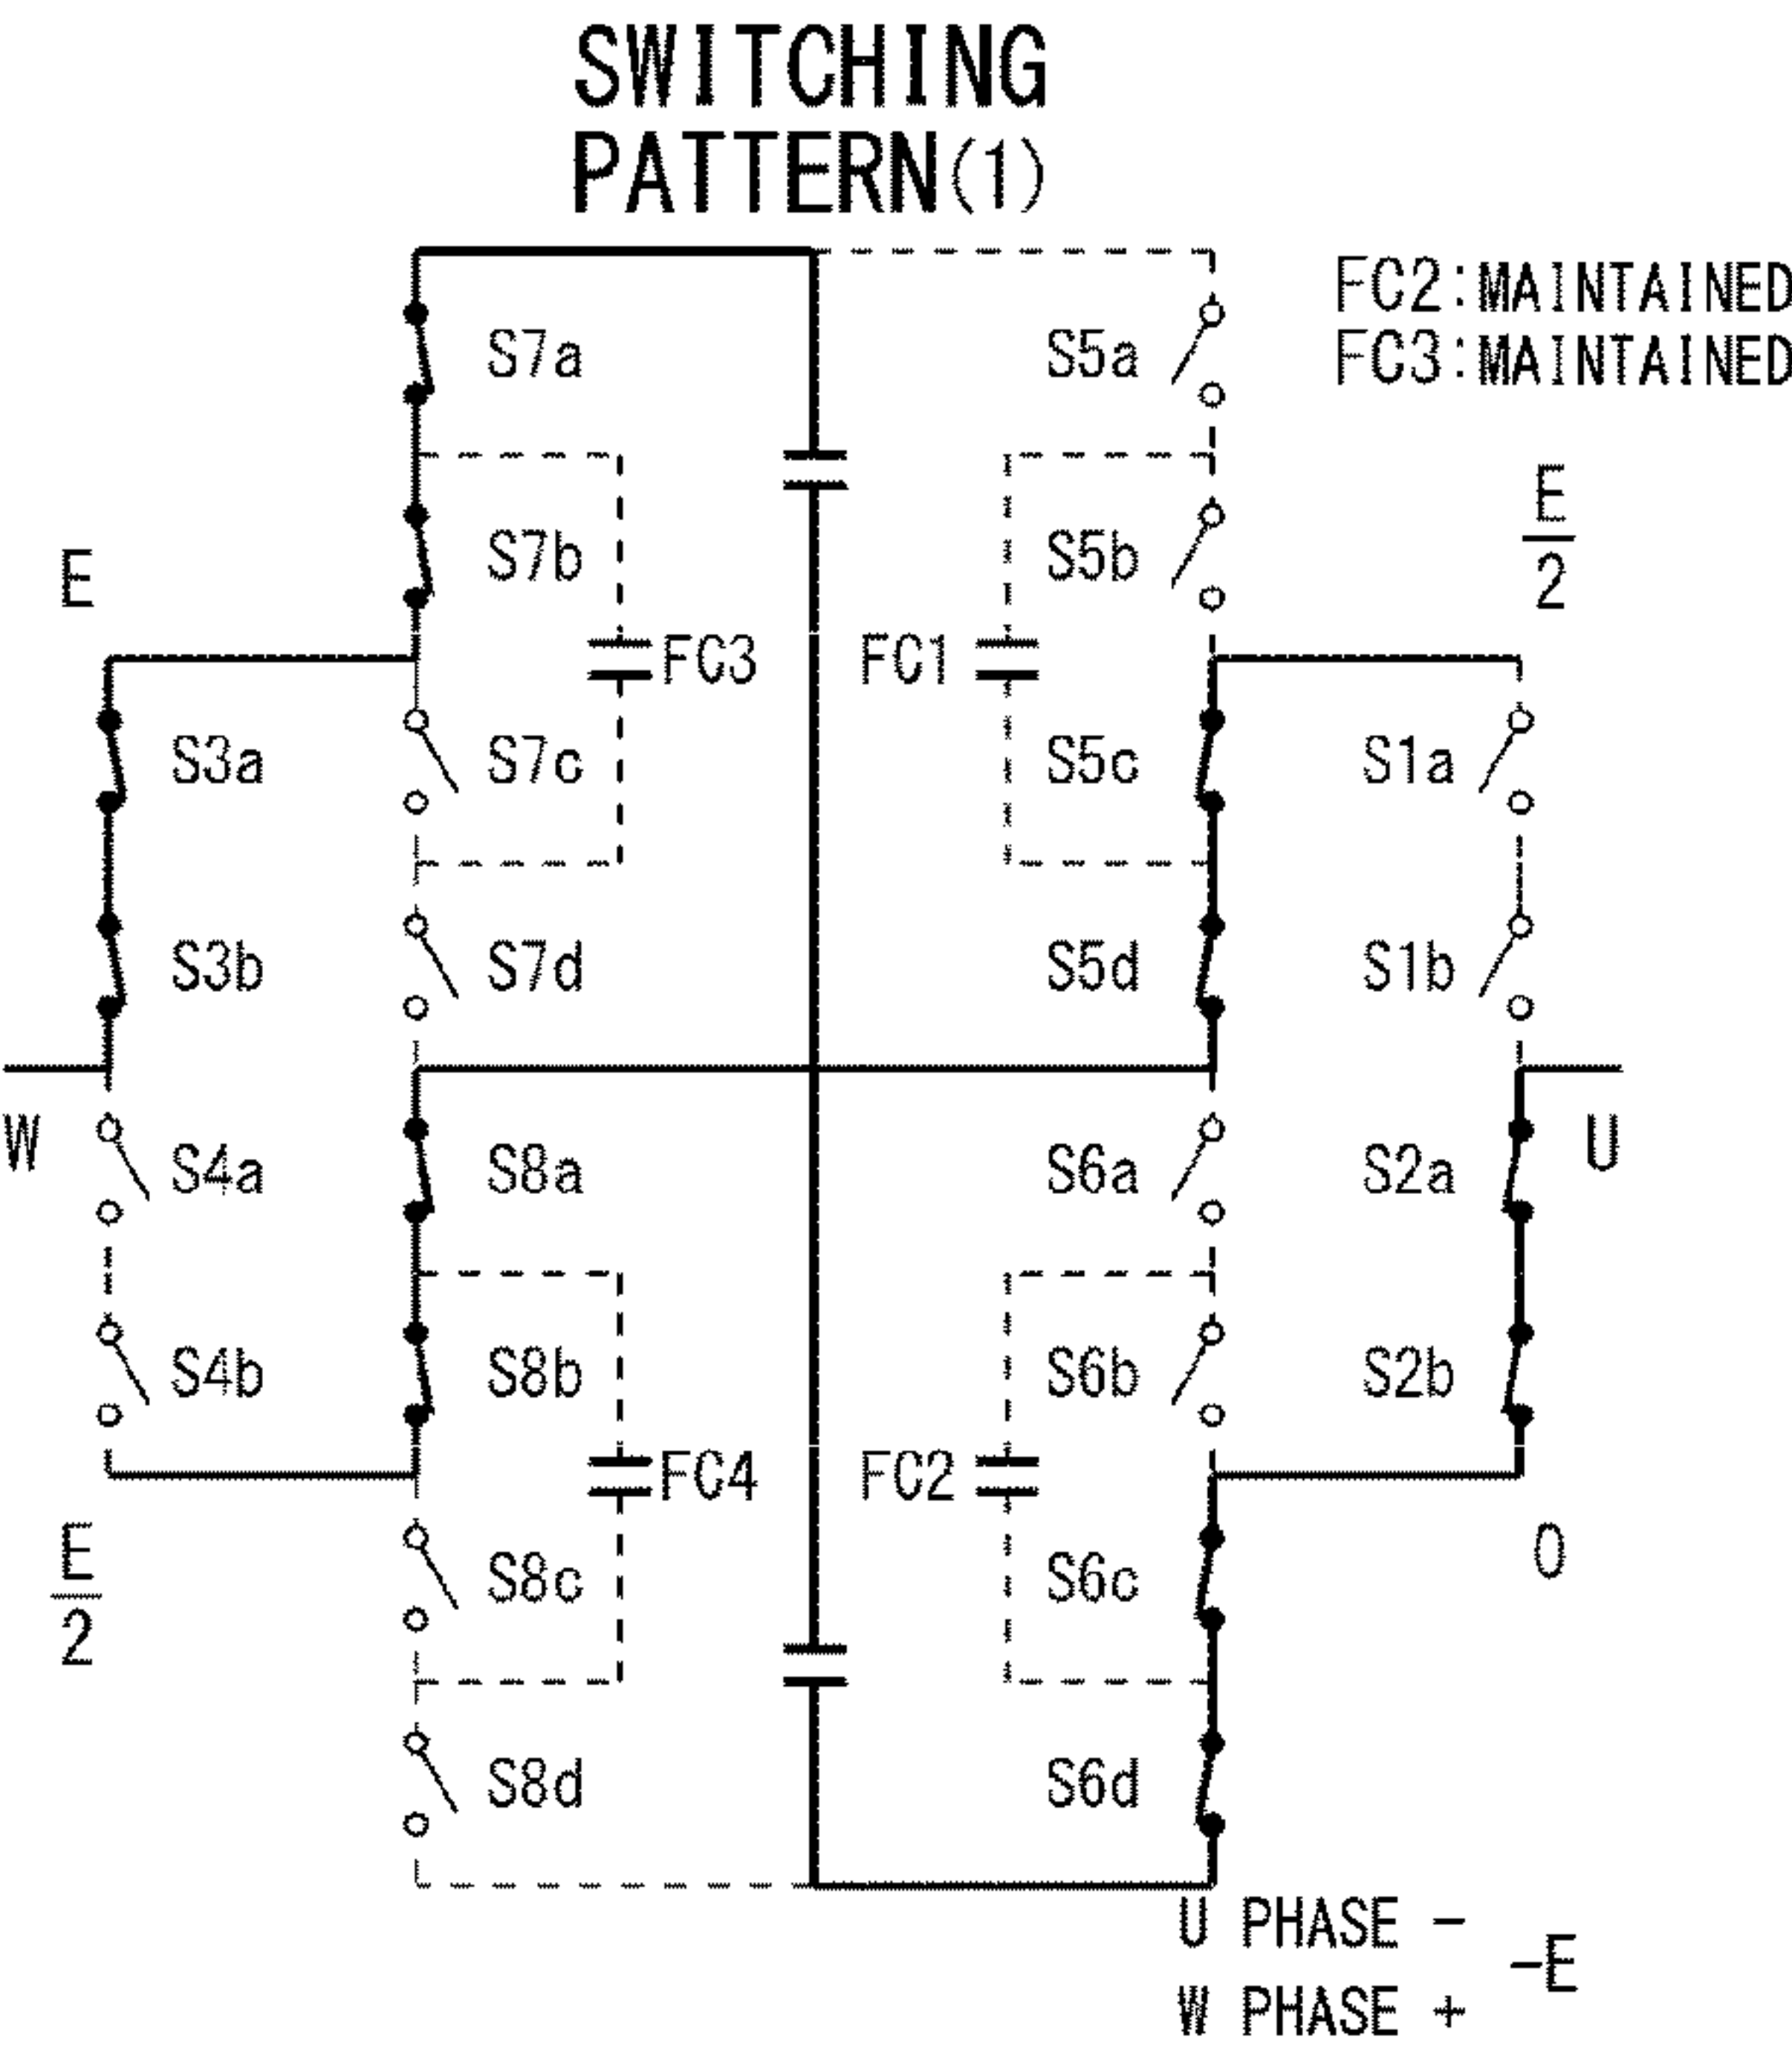 SWITCHING
PATTERN(1)
FC2:MAINTAINED
FC3:MAINTAINED
S7a
S5a
E
2
E
S7b
S5b
FC3
FC1
S3a
S7c
S5c
S1a
S3b
S7d
S5d
S1b
W
S4a
S8a
S6a
S2a
U
S4b
S8b
S6b
S2b
FC4
FC2
E
2
S8c
S6c
0
S8d
S6d
U PHASE -
-E
W PHASE +